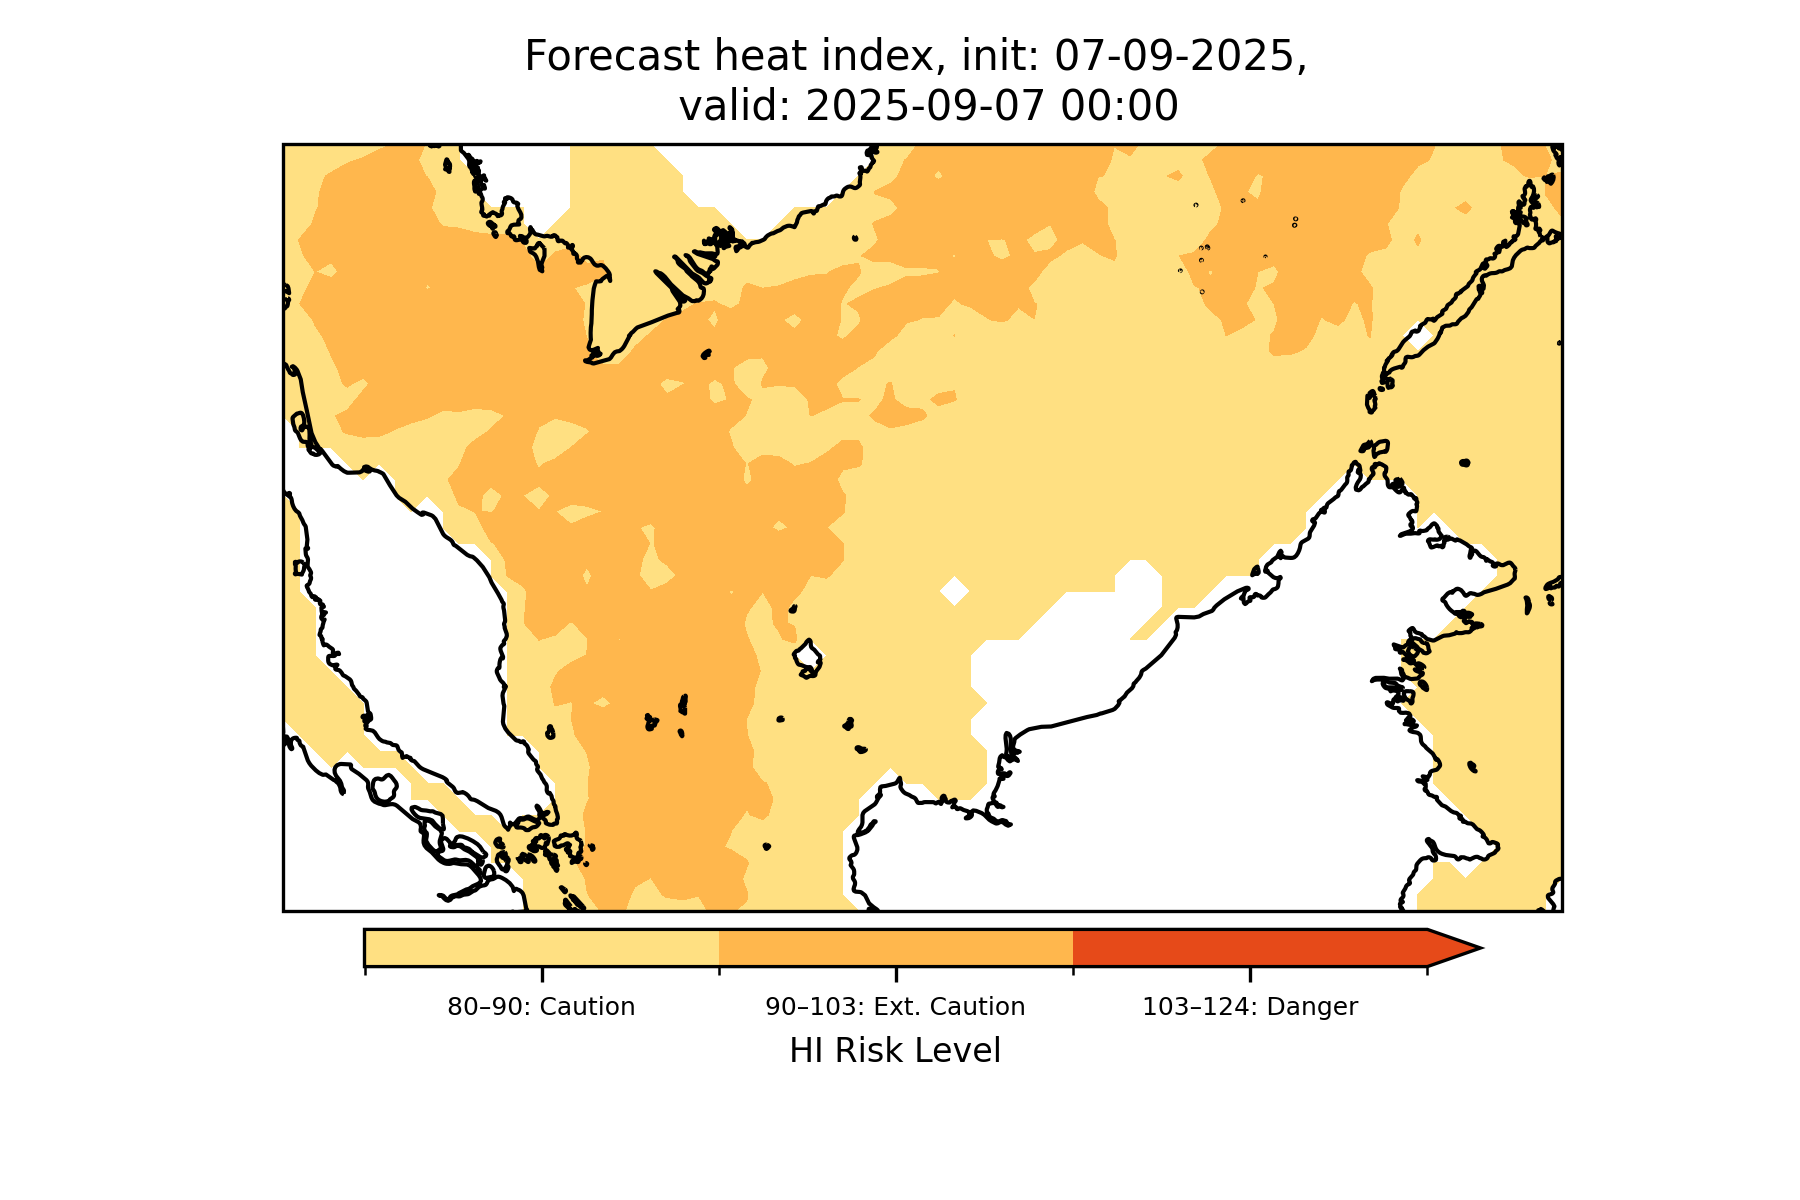 Forecast heat index, init: 07-09-2025,
valid: 2025-09-07 00:00
80–90: Caution
90–103: Ext. Caution
103–124: Danger
HI Risk Level